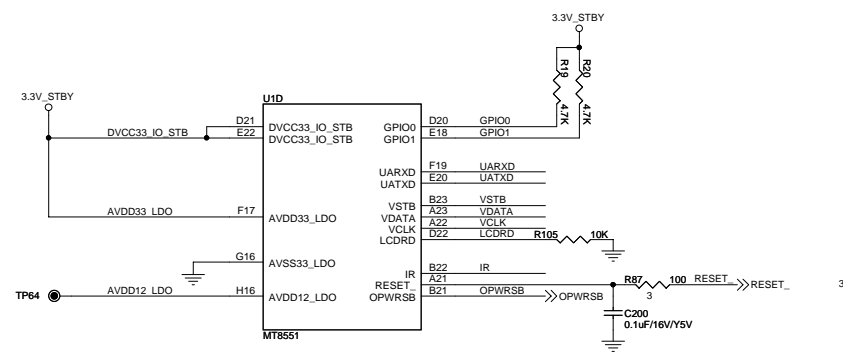 3.3V_STBY
3.3V_STBY
R19
4.7K
R20
4.7K
U1D
DVCC33_IO_STB
D21
E22
DVCC33_IO_STB
DVCC33_IO_STB
GPIO0
GPIO1
D20
E18
GPIO0
GPIO1
UARXD
UATXD
F19
E20
UARXD
UATXD
VSTB
VDATA
VCLK
LCDRD
B23
A23
A22
D22
VSTB
VDATA
VCLK
LCDRD
R105
10K
AVDD33_LDO
F17
AVDD33_LDO
G16
AVSS33_LDO
IR
RESET_
OPWRSB
B22
A21
B21
IR
OPWRSB
OPWRSB
R87
100
3
RESET_
RESET_
3
TP64
AVDD12_LDO
H16
AVDD12_LDO
C200
0.1uF/16V/Y5V
MT8551